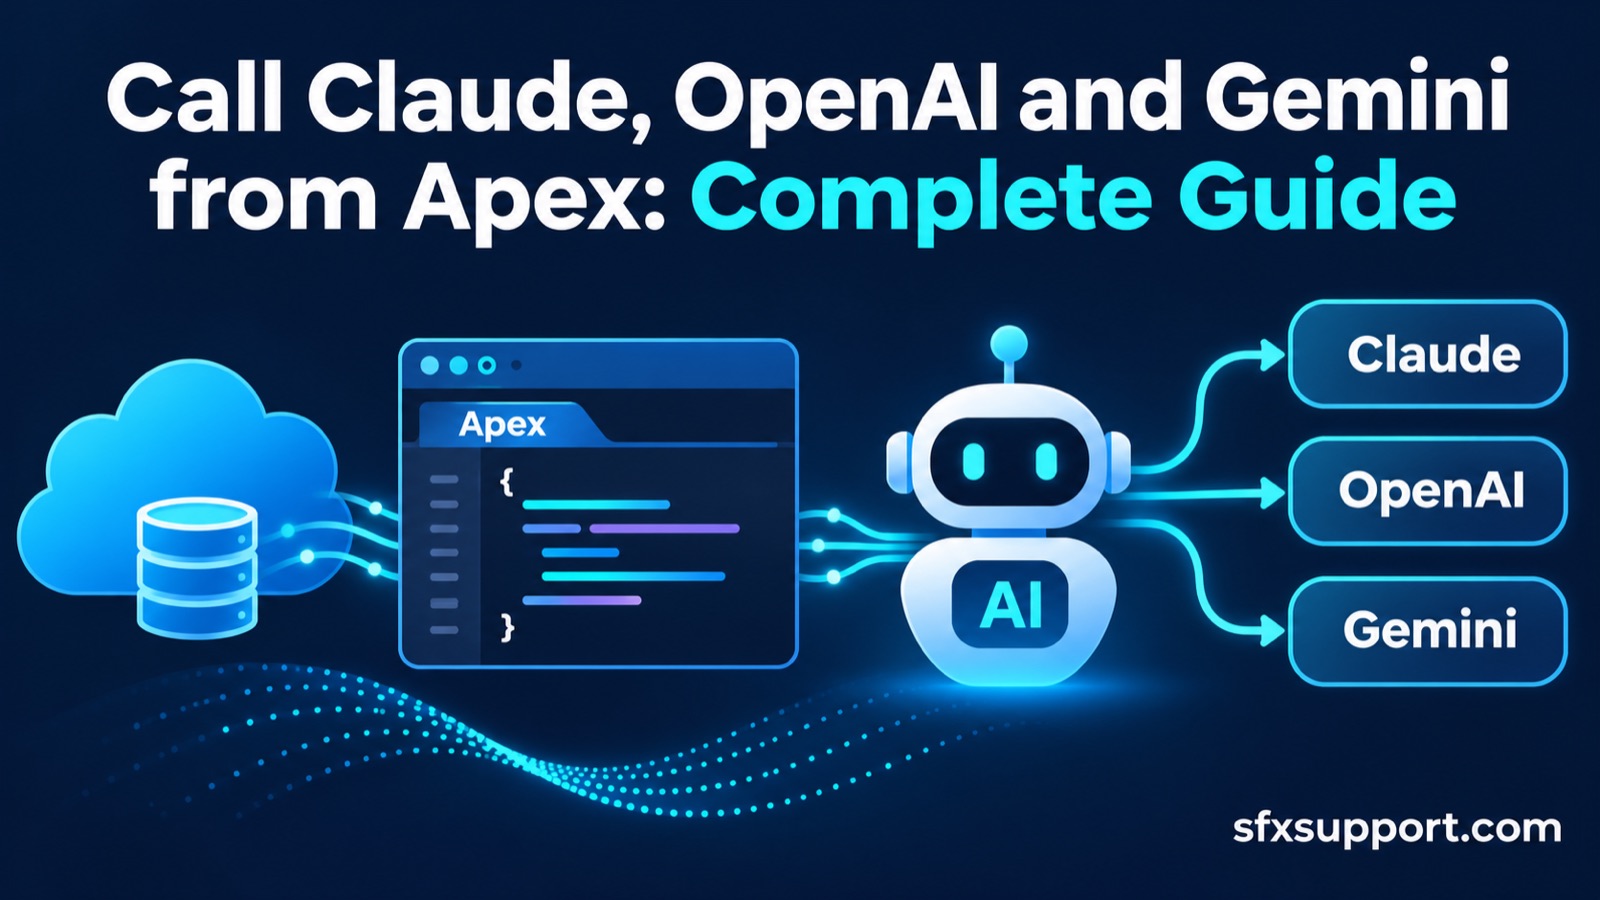 Call Claude, OpenAI and Gemini
from Apex: Complete Guide
Apex
{
}
AI
Claude
OpenAI
Gemini
sfxsupport.com